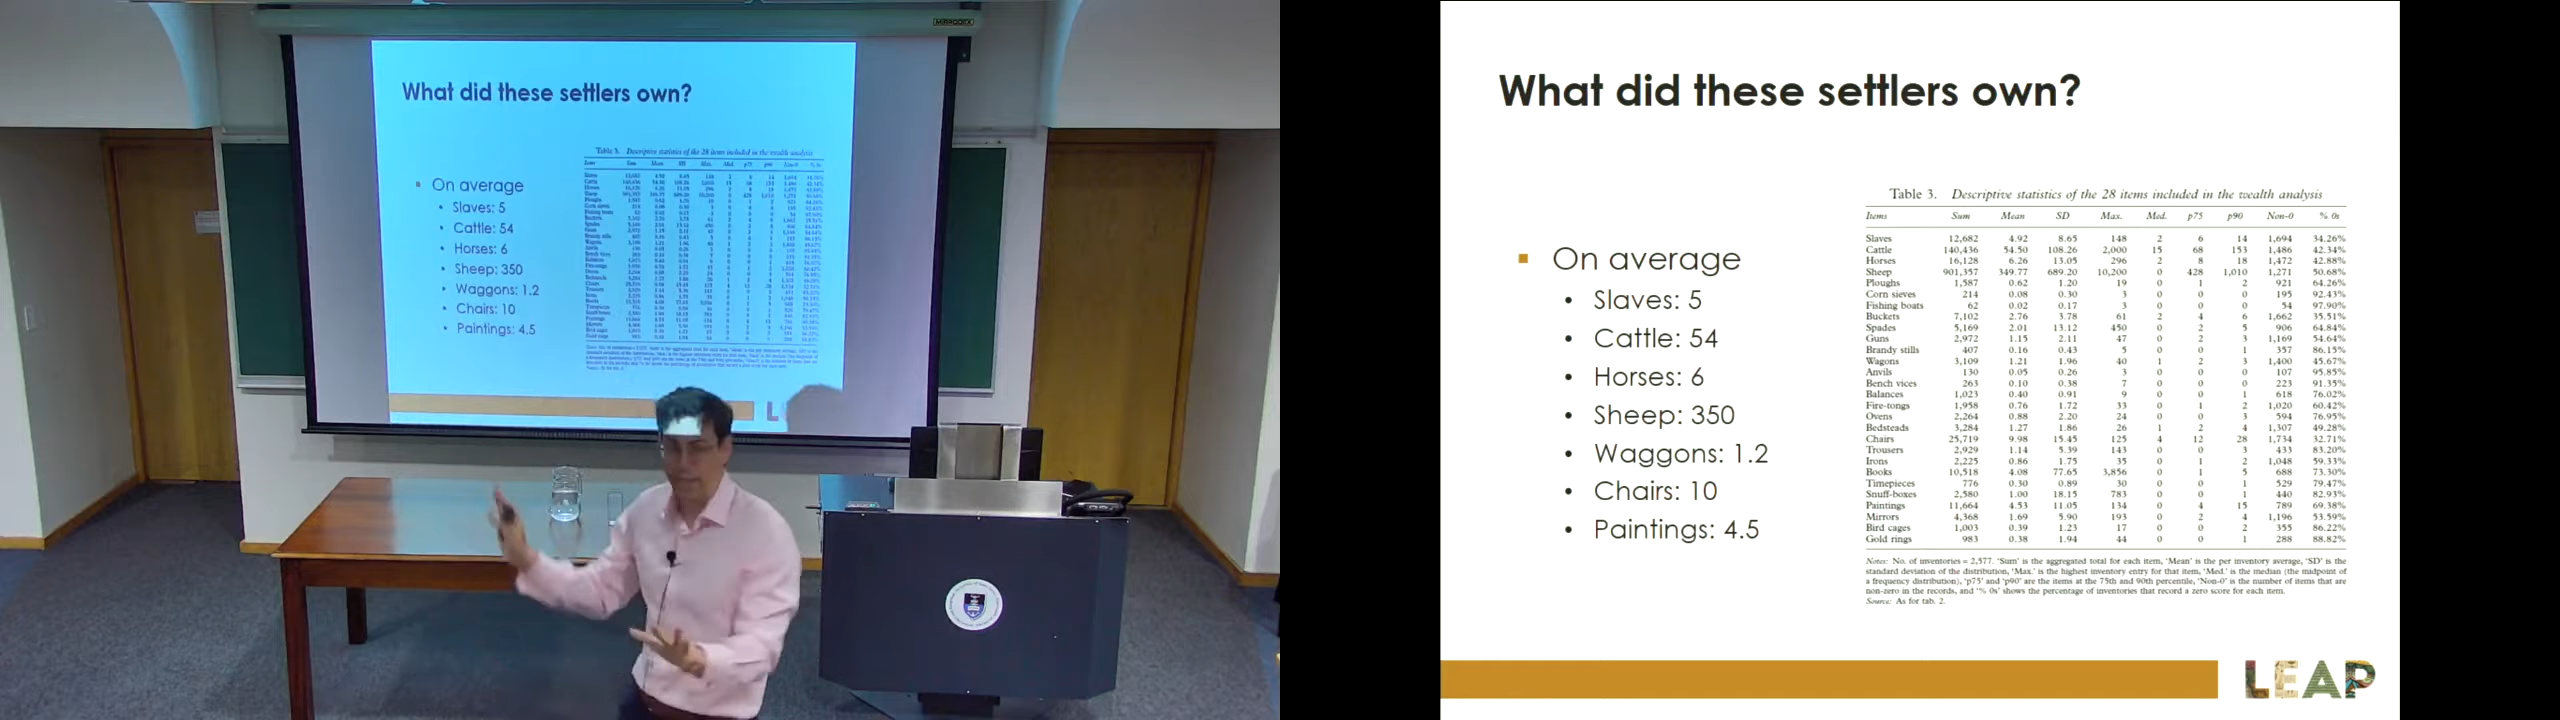 What did these settlers own?
On average
Slaves: 5
Cattle: 54
Horses: 6
Sheep: 350
Waggons: 1.2
Chairs: 10
Paintings: 4.5
L
What did these settlers own?
On average
Slaves: 5
Cattle: 54
Horses: 6
Sheep: 350
Waggons: 1.2
Chairs: 10
Paintings: 4.5
Table 3. Descriptive statistics of the 28 items included in the wealth analysis
Items Sum Mean SD Max. Med. p75 p90 Non-0 % 0s
Slaves 12,682 4.92 8.65 148 2 6 14 1,694 34.26%
Cattle 140,436 54.50 108.26 2,000 15 68 153 1,486 42.34%
Horses 16,128 6.26 13.05 296 2 8 18 1,472 42.88%
Sheep 901,357 349.77 689.20 10,200 0 428 1,010 1,271 50.68%
Ploughs 1,587 0.62 1.20 19 0 1 2 921 64.26%
Corn sieves 214 0.08 0.30 3 0 0 0 195 92.43%
Fishing boats 62 0.02 0.17 3 0 0 0 54 97.90%
Buckets 7,102 2.76 3.78 61 2 4 6 1,662 35.51%
Spades 5,169 2.01 13.12 450 0 2 5 906 64.84%
Guns 2,972 1.15 2.11 47 0 2 3 1,169 54.64%
Brandy stills 407 0.16 0.43 5 0 0 1 357 86.15%
Wagons 3,109 1.21 1.96 40 1 2 3 1,400 45.67%
Anvils 130 0.05 0.26 3 0 0 0 107 95.85%
Bench vices 263 0.10 0.38 7 0 0 0 223 91.35%
Balances 1,023 0.40 0.91 9 0 0 1 618 76.02%
Fire-tongs 1,958 0.76 1.72 33 0 1 2 1,020 60.42%
Ovens 2,264 0.88 2.20 24 0 0 3 594 76.95%
Bedsteads 3,284 1.27 1.86 26 1 2 4 1,307 49.28%
Chairs 25,719 9.98 15.45 125 4 12 28 1,734 32.71%
Trousers 2,929 1.14 5.39 143 0 0 3 433 83.20%
Irons 2,225 0.86 1.75 35 0 1 2 1,048 59.33%
Books 10,518 4.08 77.65 3,856 0 1 5 688 73.30%
Timepieces 776 0.30 0.89 30 0 0 1 529 79.47%
Snuff-boxes 2,580 1.00 18.15 783 0 0 1 440 82.93%
Paintings 11,664 4.53 11.05 134 0 4 15 789 69.38%
Mirrors 4,368 1.69 5.90 193 0 2 4 1,196 53.59%
Bird cages 1,003 0.39 1.23 17 0 0 2 355 86.22%
Gold rings 983 0.38 1.94 44 0 0 1 288 88.82%
Notes: No. of inventories = 2,577. 'Sum' is the aggregated total for each item, 'Mean' is the per inventory average, 'SD' is the
standard deviation of the distribution, 'Max.' is the highest inventory entry for that item, 'Med.' is the median (the midpoint of
a frequency distribution), 'p75' and 'p90' are the items at the 75th and 90th percentile, 'Non-0' is the number of items that are
non-zero in the records, and '% 0s' shows the percentage of inventories that record a zero score for each item.
Source: As for tab. 2.
LEAP